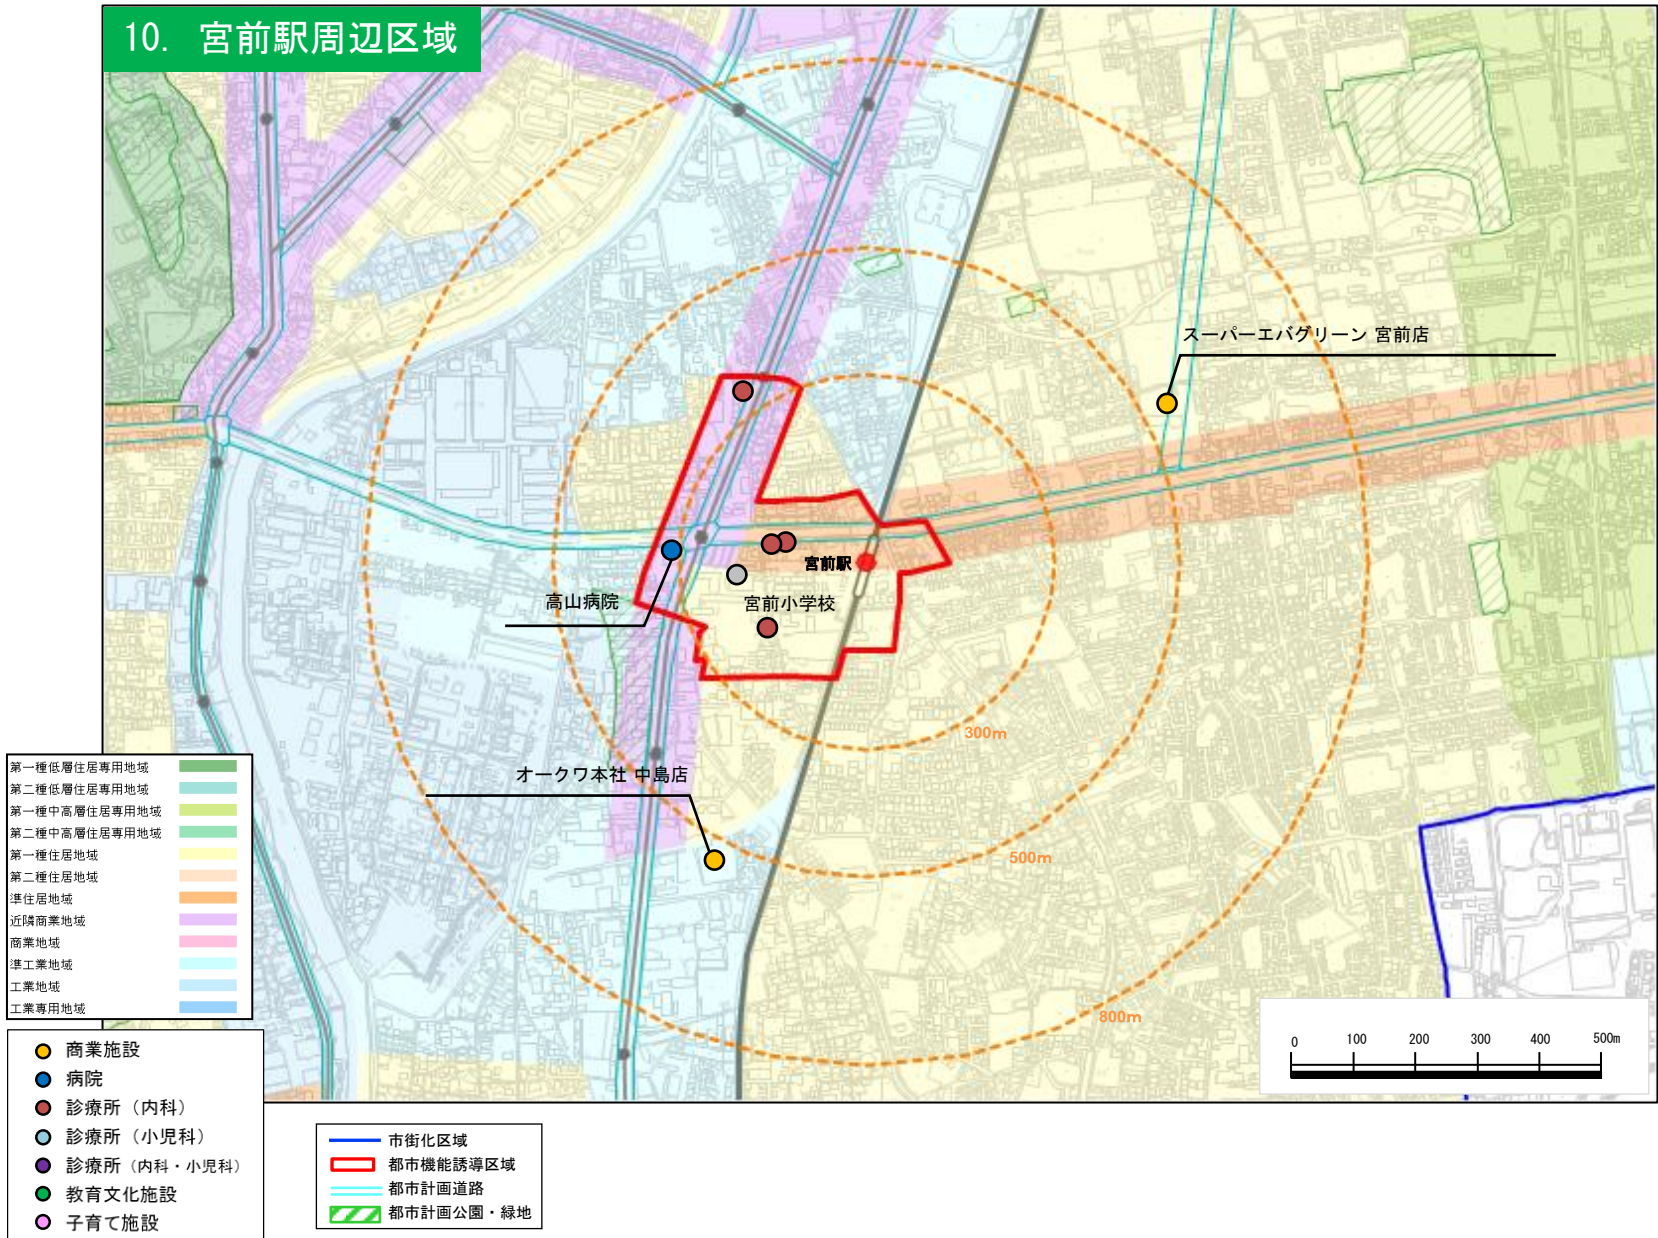 10. 宮前駅周辺区域
スーパーエバグリーン 宮前店
宮前駅
高山病院
宮前小学校
300m
オークワ本社 中島店
500m
800m
第一種低層住居専用地域
第二種低層住居専用地域
第一種中高層住居専用地域
第二種中高層住居専用地域
第一種住居地域
第二種住居地域
準住居地域
近隣商業地域
商業地域
準工業地域
工業地域
工業専用地域
0 100 200 300 400 500m
商業施設
病院
診療所（内科）
診療所（小児科）
診療所（内科・小児科）
教育文化施設
子育て施設
市街化区域
都市機能誘導区域
都市計画道路
都市計画公園・緑地